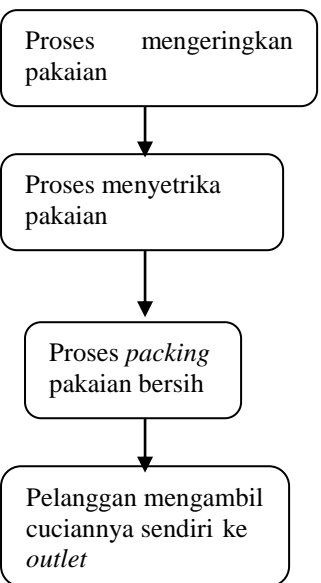 Proses mengeringkan
pakaian
Proses menyetrika
pakaian
Proses packing
pakaian bersih
Pelanggan mengambil
cuciannya sendiri ke
outlet